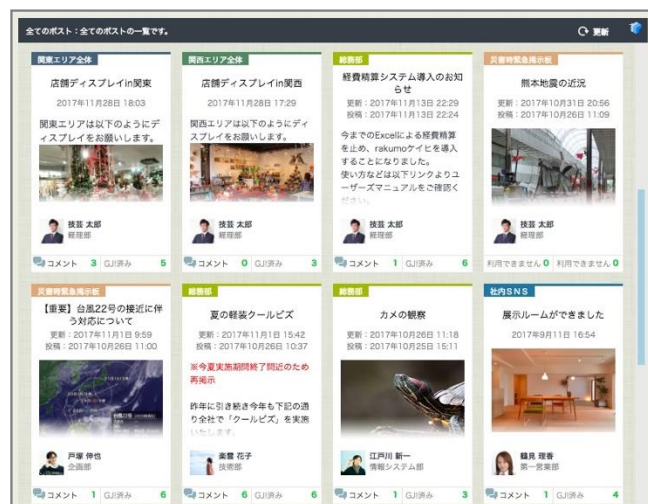 全てのポスト：全てのポストの一覧です。
更新
関東エリア全体
店舗ディスプレイin関東
2017年11月28日 18:03
関東エリアは以下のようにデ
ィスプレイをお願いします。
技芸 太郎
経理部
コメント 3 GJ!済み 5
関西エリア全体
店舗ディスプレイin関西
2017年11月28日 17:29
関西エリアは以下のようにディ
スプレイをお願いします。
技芸 太郎
経理部
コメント 0 GJ!済み 3
総務部
経費精算システム導入のお知
らせ
更新：2017年11月13日 22:29
投稿：2017年11月13日 22:24
今までのExcelによる経費精算
を止め、rakumoケイヒを導入
することになりました。
使い方などは以下リンクよりユ
ーザーズマニュアルをご確認く
ださい。
技芸 太郎
経理部
コメント 1 GJ!済み 6
災害時緊急掲示板
熊本地震の近況
更新：2017年10月31日 20:56
投稿：2017年10月26日 11:09
技芸 太郎
経理部
利用できません 0 利用できません 0
災害時緊急掲示板
【重要】台風22号の接近に伴
う対応について
更新：2017年11月1日 9:59
投稿：2017年10月26日 11:00
台風22号
戸塚 伸也
企画部
コメント 1 GJ!済み 6
総務部
夏の軽装クールビズ
更新：2017年11月1日 15:42
投稿：2017年10月26日 10:37
※今夏実施期間終了間近のため
再掲示
昨年に引き続き今年も下記の通
り全社で「クールビズ」を実施
いたします。
楽雲 花子
技術部
コメント 6 GJ!済み 6
総務部
カメの観察
更新：2017年10月26日 11:18
投稿：2017年10月25日 15:11
江戸川 新一
情報システム部
コメント 1 GJ!済み 3
社内SNS
展示ルームができました
2017年9月11日 16:54
鶴見 理香
第一営業部
コメント 1 GJ!済み 4